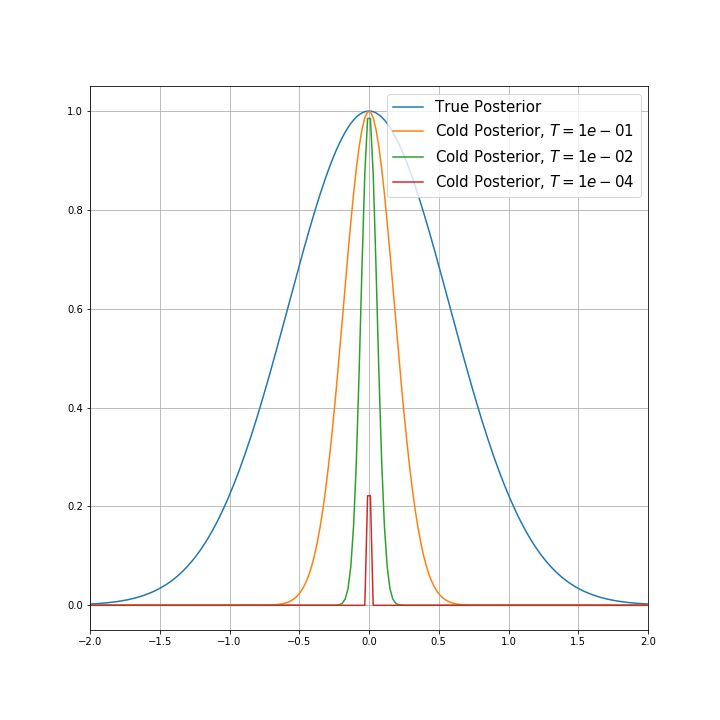 True Posterior
Cold Posterior, T = 1e − 01
Cold Posterior, T = 1e − 02
Cold Posterior, T = 1e − 04
1.0
0.8
0.6
0.4
0.2
0.0
−2.0 −1.5 −1.0 −0.5 0.0 0.5 1.0 1.5 2.0